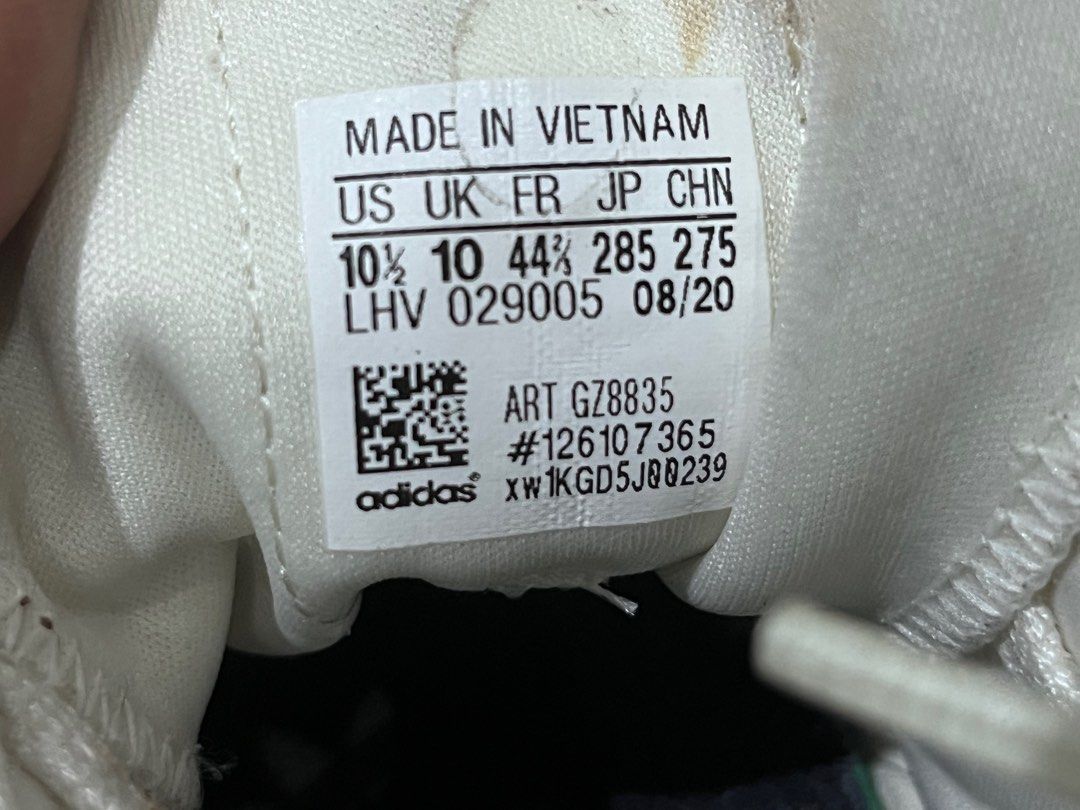 MADE IN VIETNAM
US UK FR JP CHN
10½ 10 44⅔ 285 275
LHV 029005 08/20
ART GZ8835
#126107365
adidas® xw1KGD5J00239